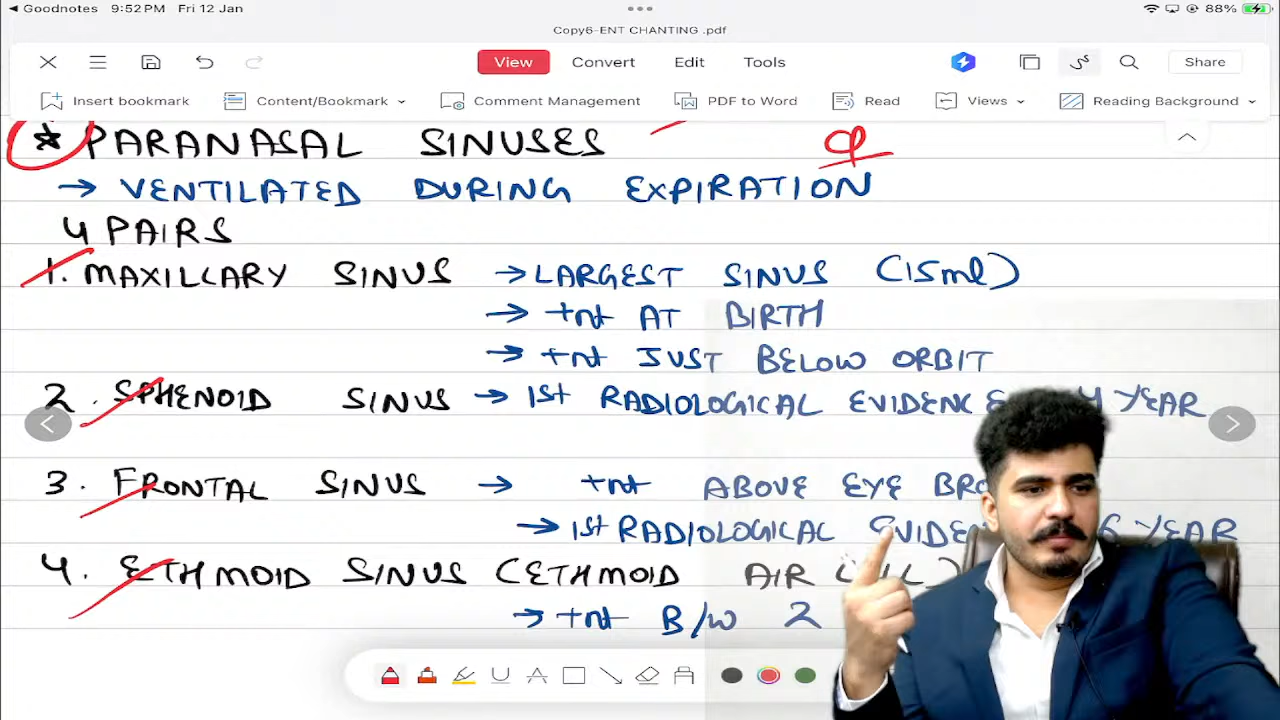 Goodnotes 9:52 PM Fri 12 Jan 88%
Copy6-ENT CHANTING .pdf
View Convert Edit Tools Share
Insert bookmark Content/Bookmark Comment Management PDF to Word Read Views Reading Background
* PARANASAL SINUSES
→ VENTILATED DURING EXPIRATION
4 PAIRS
1. MAXILLARY SINUS → LARGEST SINUS (15ml)
→ +nt AT BIRTH
→ +nt JUST BELOW ORBIT
2. SPHENOID SINUS → 1st RADIOLOGICAL 4 YEAR
3. FRONTAL SINUS → +nt ABOVE EYE
→ 1st RADIOLOGICAL 6 YEAR
4. ETHMOID SINUS (ETHMOID AIR
→ +nt B/W 2